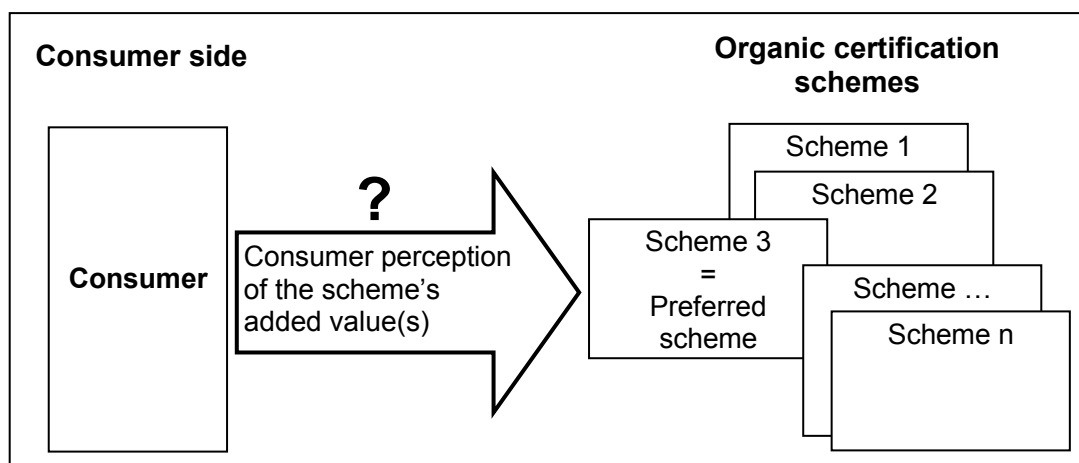 Consumer side
Organic certification
schemes
Consumer
?
Consumer perception
of the scheme’s
added value(s)
Scheme 1
Scheme 2
Scheme 3
=
Preferred
scheme
Scheme …
Scheme n